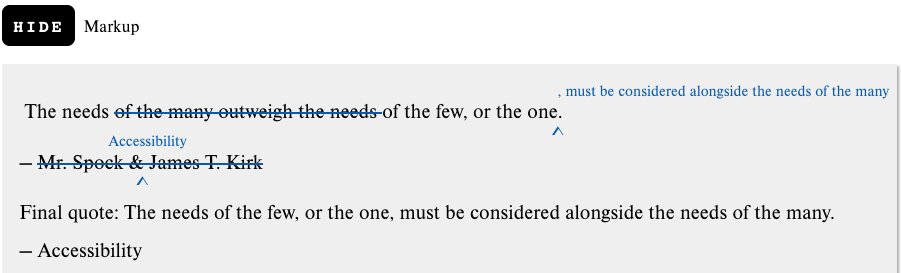 HIDE Markup
, must be considered alongside the needs of the many
The needs of the many outweigh the needs of the few, or the one.
^
Accessibility
– Mr. Spock & James T. Kirk
^
Final quote: The needs of the few, or the one, must be considered alongside the needs of the many.
– Accessibility